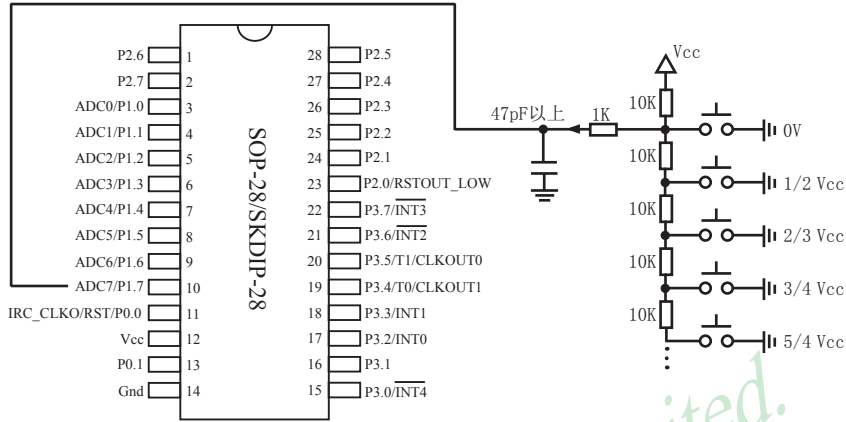 P2.6 1 28 P2.5
P2.7 2 27 P2.4
ADC0/P1.0 3 26 P2.3
ADC1/P1.1 4 25 P2.2
ADC2/P1.2 5 24 P2.1
ADC3/P1.3 6 23 P2.0/RSTOUT_LOW
ADC4/P1.4 7 22 P3.7/INT3
ADC5/P1.5 8 21 P3.6/INT2
ADC6/P1.6 9 20 P3.5/T1/CLKOUT0
ADC7/P1.7 10 19 P3.4/T0/CLKOUT1
IRC_CLKO/RST/P0.0 11 18 P3.3/INT1
Vcc 12 17 P3.2/INT0
P0.1 13 16 P3.1
Gnd 14 15 P3.0/INT4
SOP-28/SKDIP-28
47pF以上
1K
Vcc
10K
0V
10K
1/2 Vcc
10K
2/3 Vcc
10K
3/4 Vcc
10K
5/4 Vcc